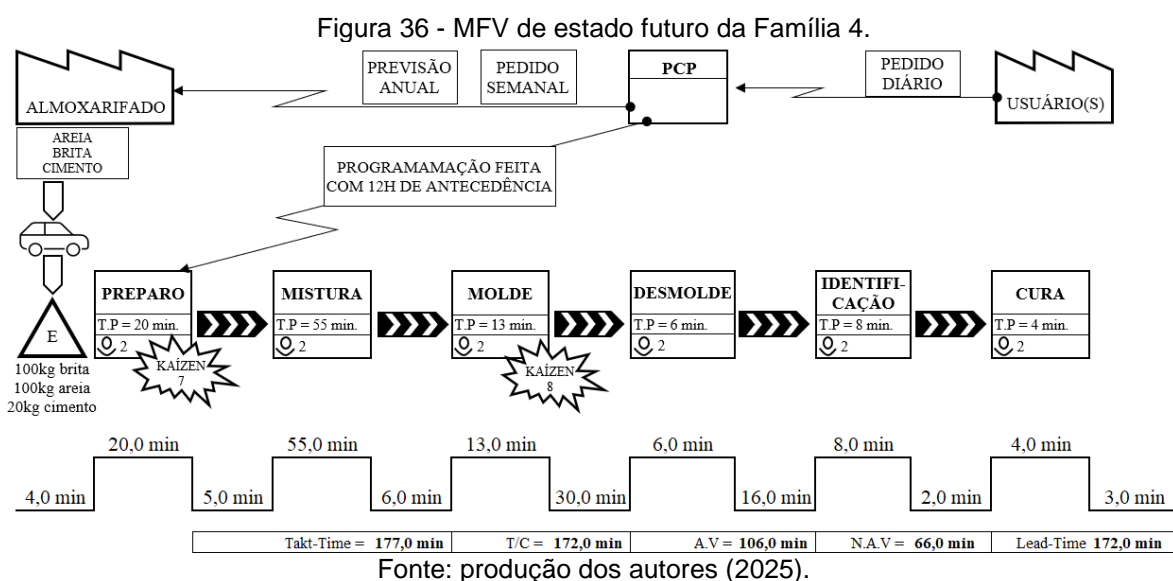 Figura 36 - MFV de estado futuro da Família 4.
PREVISÃO
ANUAL
PEDIDO
SEMANAL
PCP
PEDIDO
DIÁRIO
ALMOXARIFADO
USUÁRIO(S)
AREIA
BRITA
CIMENTO
PROGRAMAMAÇÃO FEITA
COM 12H DE ANTECEDÊNCIA
PREPARO
T.P = 20 min.
2
KAÍZEN
7
MISTURA
T.P = 55 min.
2
MOLDE
T.P = 13 min.
2
KAÍZEN
8
DESMOLDE
T.P = 6 min.
2
IDENTIFI-
CAÇÃO
T.P = 8 min.
2
CURA
T.P = 4 min.
2
E
100kg brita
100kg areia
20kg cimento
20,0 min 55,0 min 13,0 min 6,0 min 8,0 min 4,0 min
4,0 min 5,0 min 6,0 min 30,0 min 16,0 min 2,0 min 3,0 min
Takt-Time = 177,0 min T/C = 172,0 min A.V = 106,0 min N.A.V = 66,0 min Lead-Time 172,0 min
Fonte: produção dos autores (2025).